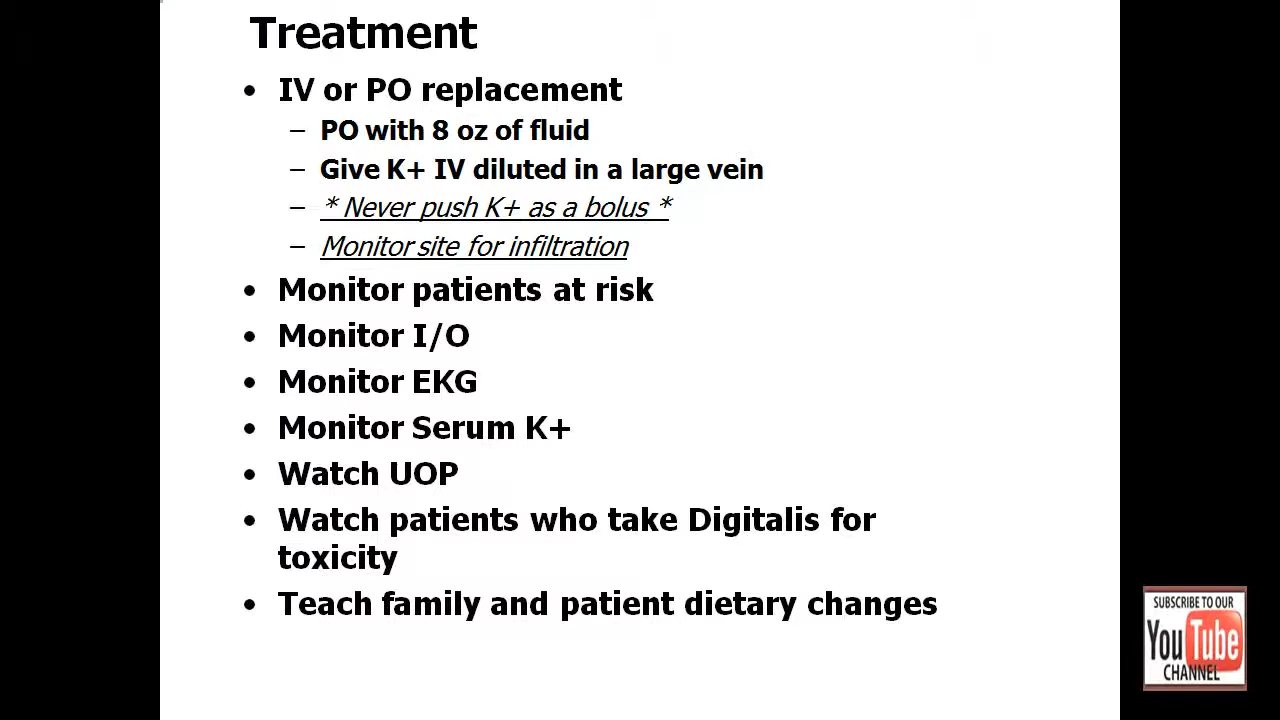 Treatment
• IV or PO replacement
– PO with 8 oz of fluid
– Give K+ IV diluted in a large vein
– * Never push K+ as a bolus *
– Monitor site for infiltration
• Monitor patients at risk
• Monitor I/O
• Monitor EKG
• Monitor Serum K+
• Watch UOP
• Watch patients who take Digitalis for
toxicity
• Teach family and patient dietary changes
SUBSCRIBE TO OUR
YouTube
CHANNEL